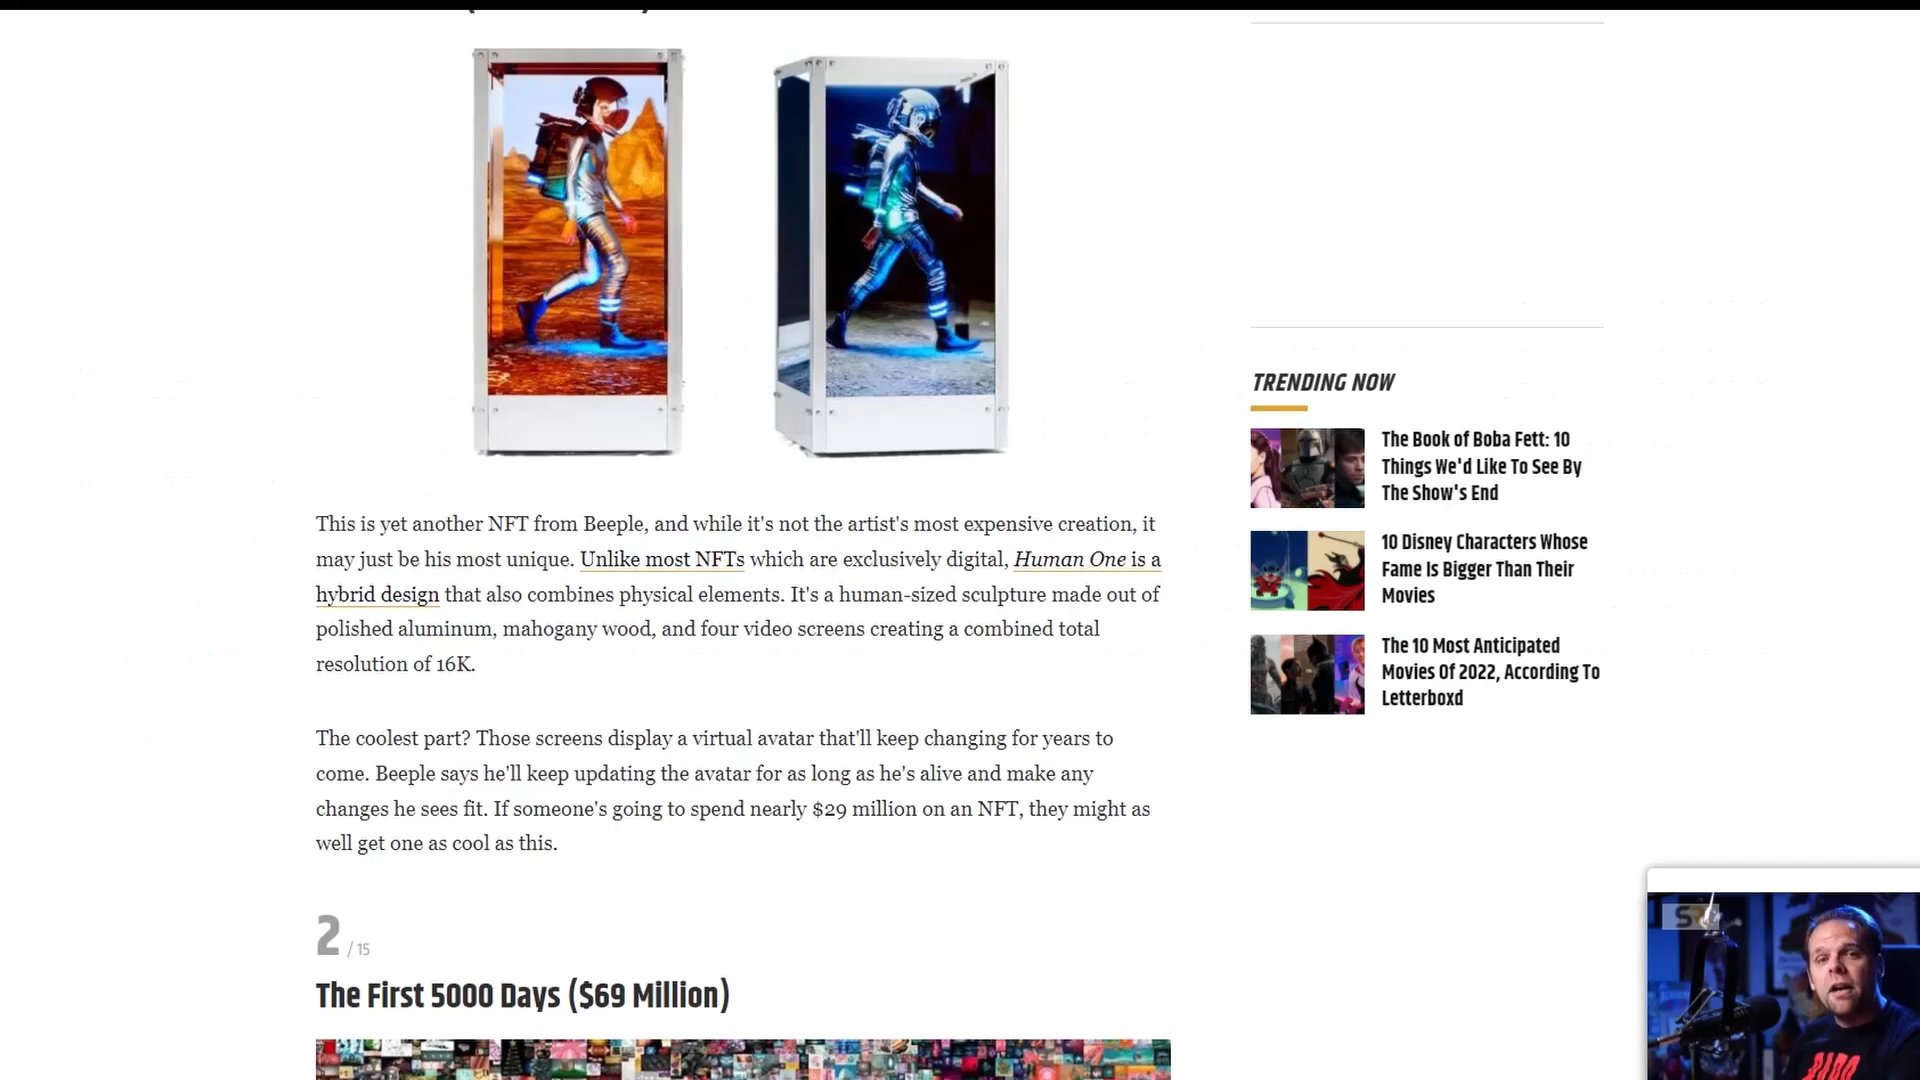 This is yet another NFT from Beeple, and while it's not the artist's most expensive creation, it
may just be his most unique. Unlike most NFTs which are exclusively digital, Human One is a
hybrid design that also combines physical elements. It's a human-sized sculpture made out of
polished aluminum, mahogany wood, and four video screens creating a combined total
resolution of 16K.
The coolest part? Those screens display a virtual avatar that'll keep changing for years to
come. Beeple says he'll keep updating the avatar for as long as he's alive and make any
changes he sees fit. If someone's going to spend nearly $29 million on an NFT, they might as
well get one as cool as this.
2 / 15
The First 5000 Days ($69 Million)
TRENDING NOW
The Book of Boba Fett: 10
Things We'd Like To See By
The Show's End
10 Disney Characters Whose
Fame Is Bigger Than Their
Movies
The 10 Most Anticipated
Movies Of 2022, According To
Letterboxd